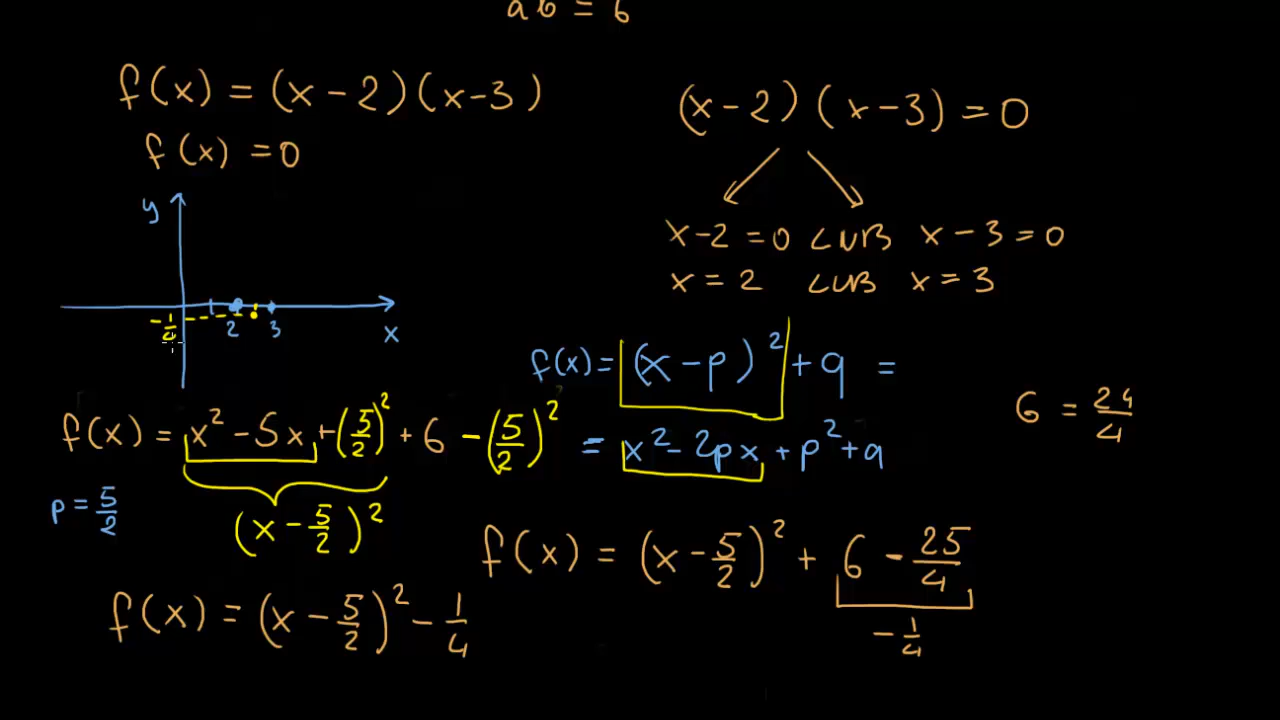 ab = 6
f(x) = (x-2)(x-3)
f(x) = 0
(x-2)(x-3) = 0
x-2 = 0 LUB x-3 = 0
x = 2 LUB x = 3
y
-1/4
2 3
x
f(x) = (x-p)² + q =
f(x) = x² - 5x + (5/2)² + 6 - (5/2)² = x² - 2px + p² + q
6 = 24/4
p = 5/2
(x - 5/2)²
f(x) = (x - 5/2)² + 6 - 25/4
-1/4
f(x) = (x - 5/2)² - 1/4